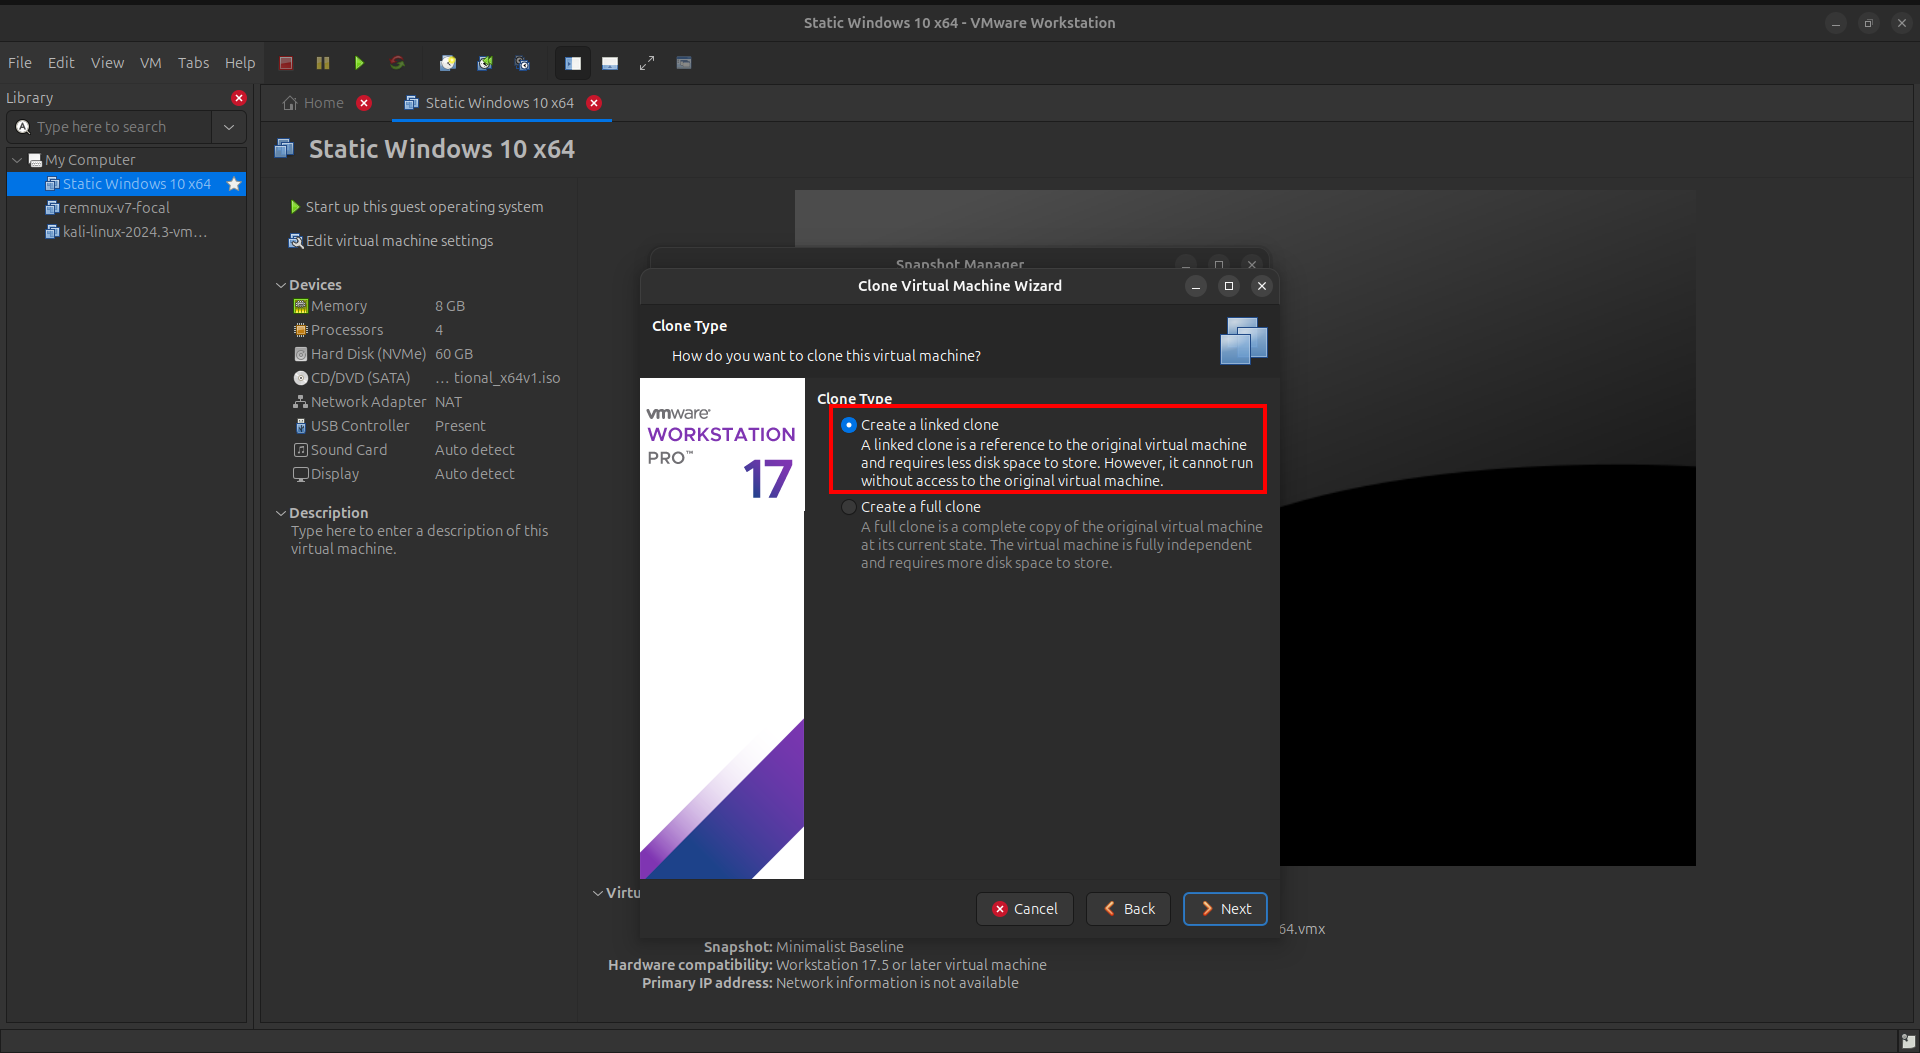 Static Windows 10 x64 - VMware Workstation
File Edit View VM Tabs Help
Library
Home
Static Windows 10 x64
Type here to search
My Computer
Static Windows 10 x64
remnux-v7-focal
kali-linux-2024.3-vm...
Static Windows 10 x64
Start up this guest operating system
Edit virtual machine settings
Devices
Memory 8 GB
Processors 4
Hard Disk (NVMe) 60 GB
CD/DVD (SATA) ... tional_x64v1.iso
Network Adapter NAT
USB Controller Present
Sound Card Auto detect
Display Auto detect
Description
Type here to enter a description of this
virtual machine.
Snapshot Manager
Clone Virtual Machine Wizard
Clone Type
How do you want to clone this virtual machine?
vmware
WORKSTATION
PRO™
17
Clone Type
Create a linked clone
A linked clone is a reference to the original virtual machine
and requires less disk space to store. However, it cannot run
without access to the original virtual machine.
Create a full clone
A full clone is a complete copy of the original virtual machine
at its current state. The virtual machine is fully independent
and requires more disk space to store.
Cancel Back Next
Virtu
64.vmx
Snapshot: Minimalist Baseline
Hardware compatibility: Workstation 17.5 or later virtual machine
Primary IP address: Network information is not available